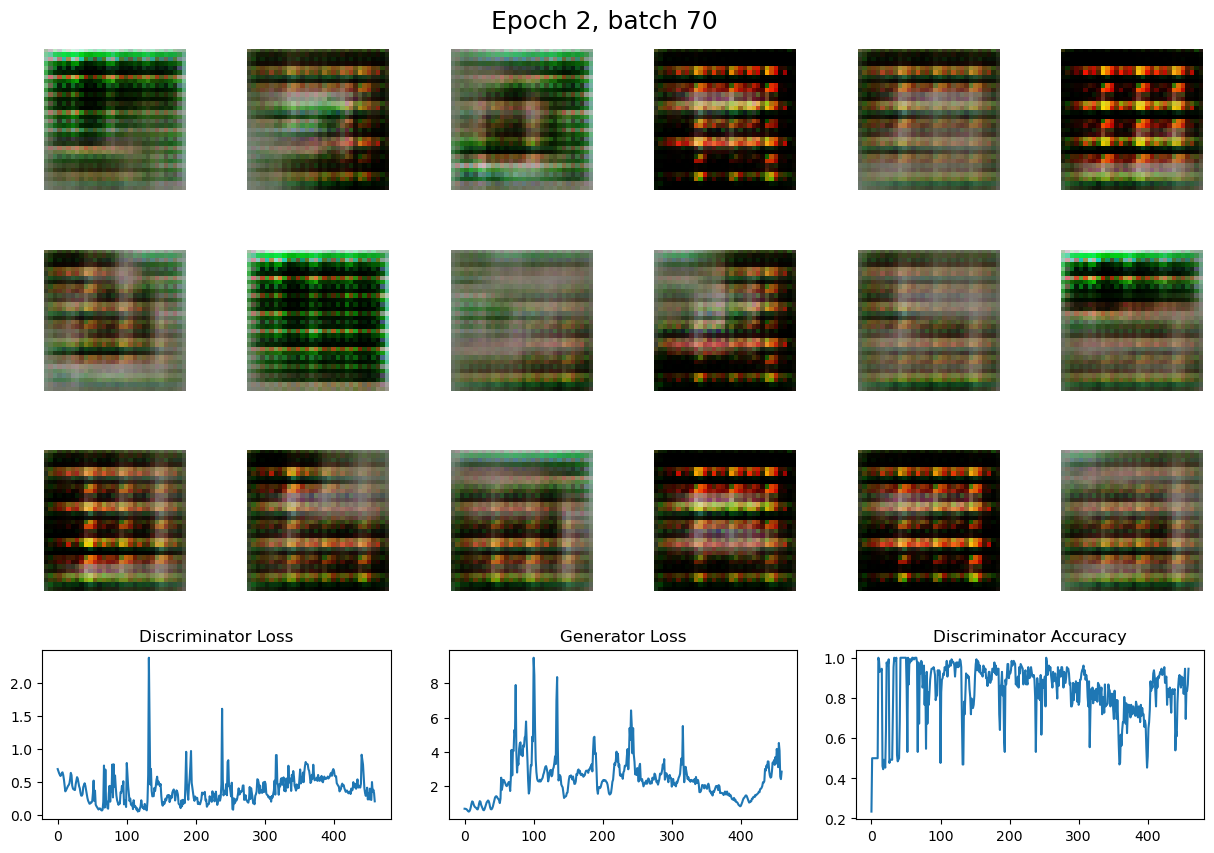 Epoch 2, batch 70
Discriminator Loss
Generator Loss
Discriminator Accuracy
2.0
1.5
1.0
0.5
0.0
0 100 200 300 400
8
6
4
2
0 100 200 300 400
1.0
0.8
0.6
0.4
0.2
0 100 200 300 400